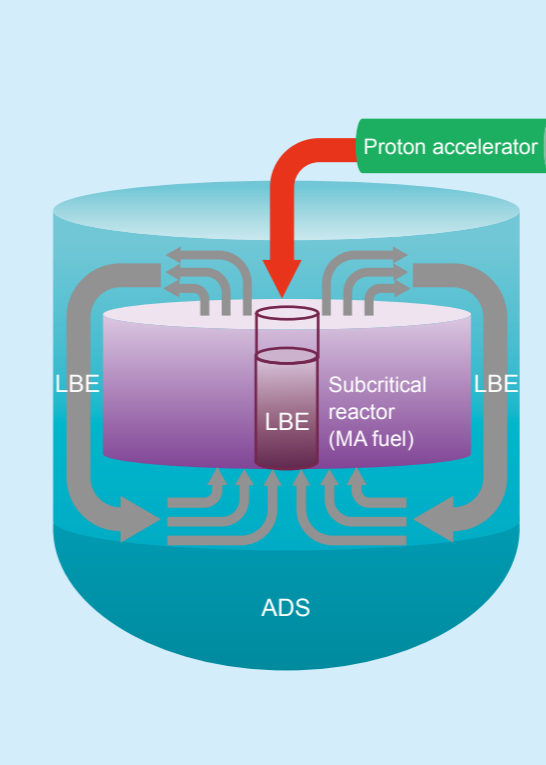 Proton accelerator
LBE
Subcritical
reactor
(MA fuel)
LBE
LBE
ADS